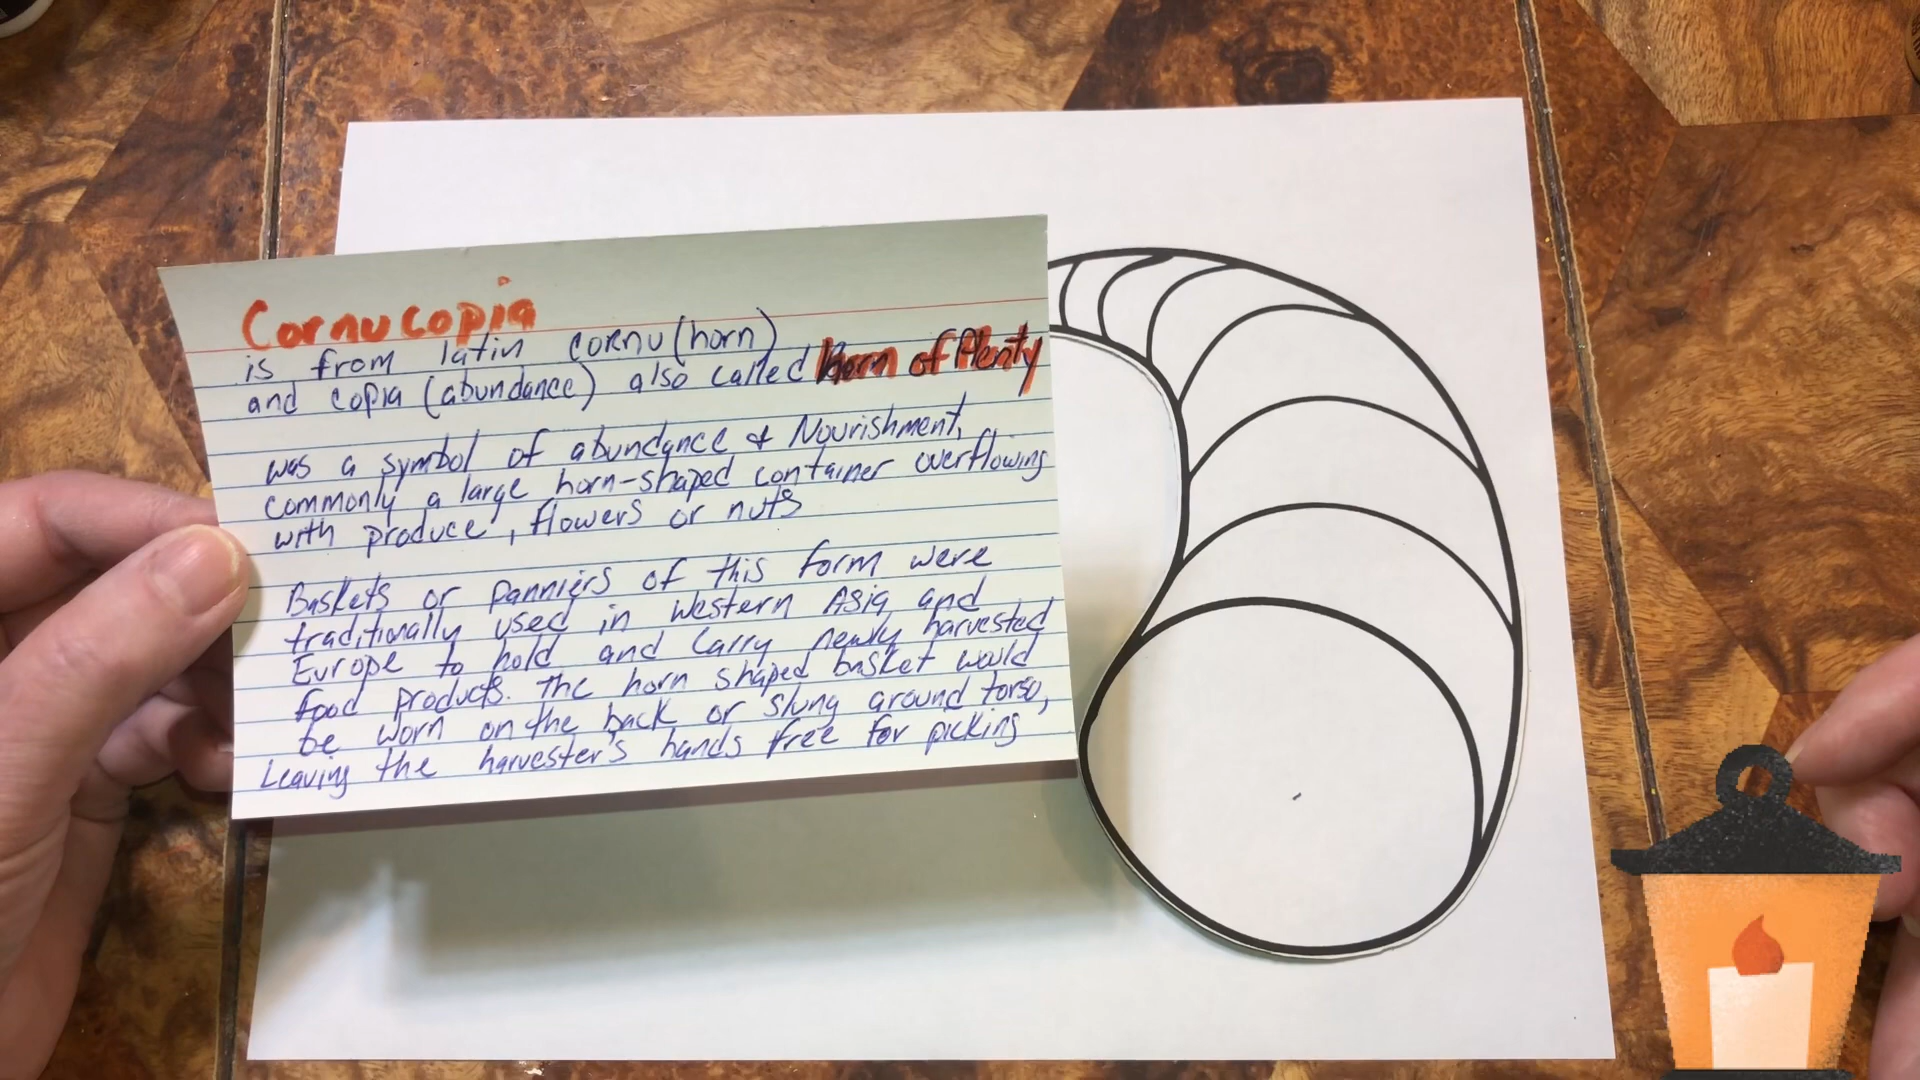 Cornucopia
is from latin cornu (horn)
and copia (abundance) also called Horn of Plenty
was a symbol of abundance & Nourishment,
commonly a large horn-shaped container overflowing
with produce, flowers or nuts
Baskets or panniers of this form were
traditionally used in Western Asia and
Europe to hold and carry newly harvested
food products. The horn shaped basket would
be worn on the back or slung around torso,
Leaving the harvester's hands free for picking